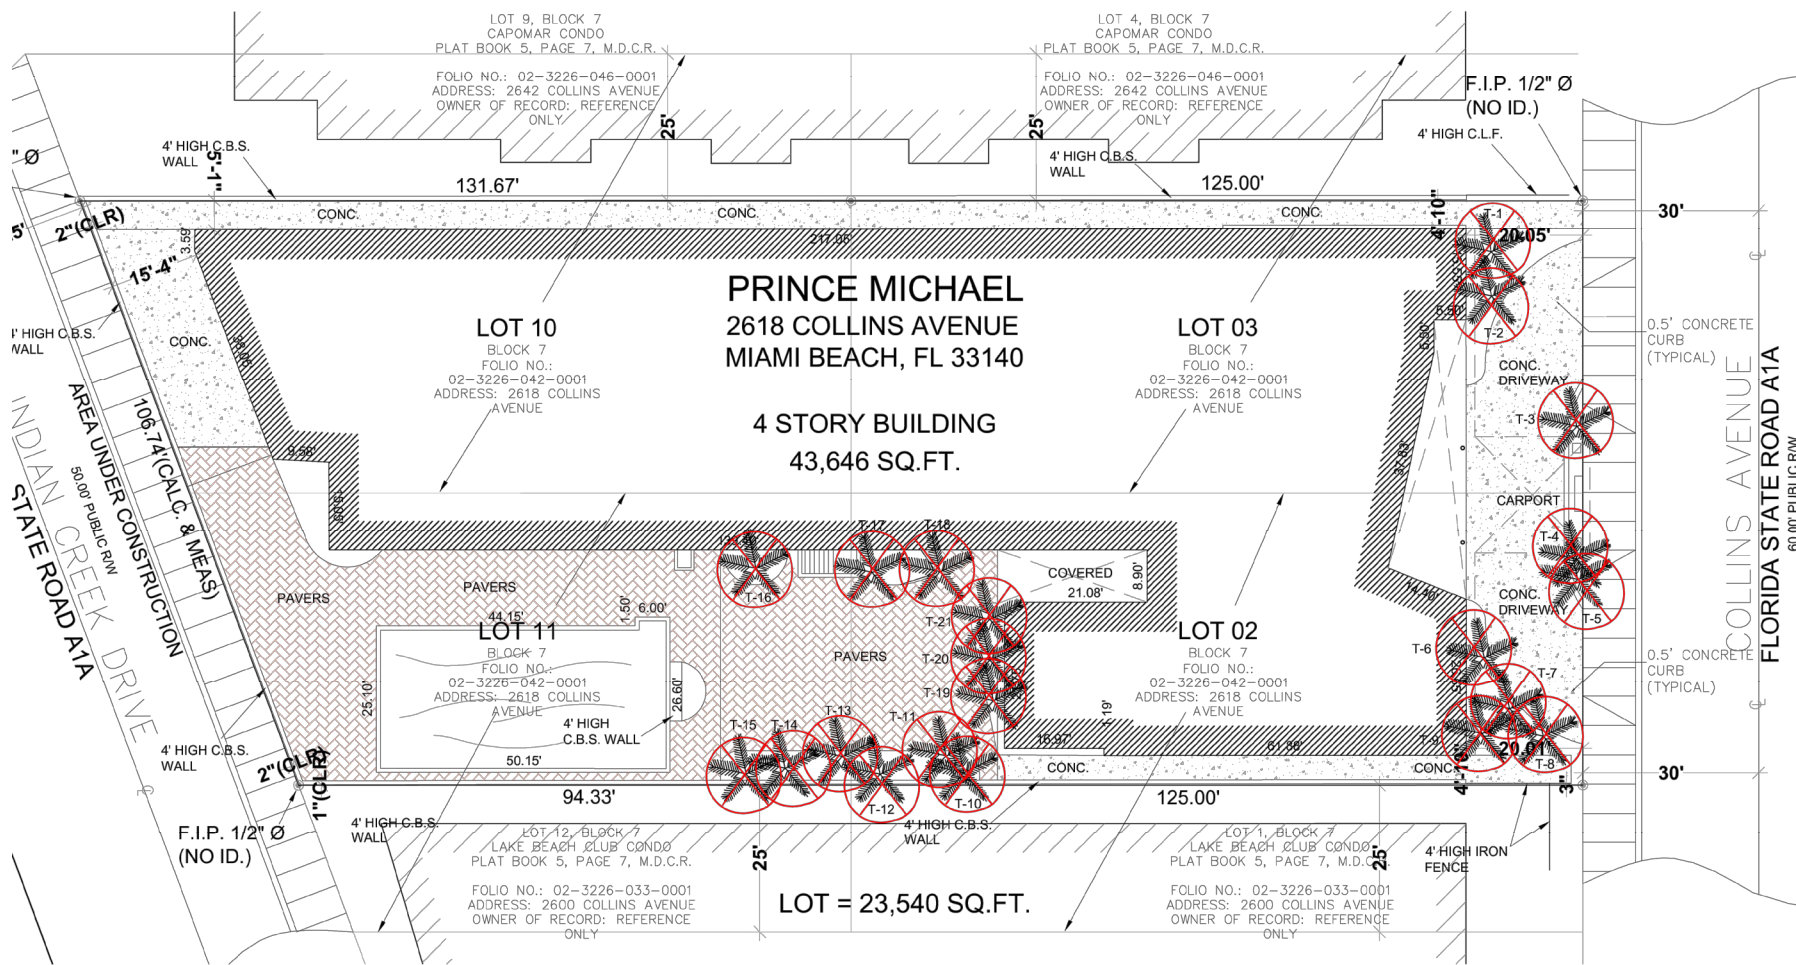 LOT 9, BLOCK 7
CAPOMAR CONDO
PLAT BOOK 5, PAGE 7, M.D.C.R.
FOLIO NO.: 02-3226-046-0001
ADDRESS: 2642 COLLINS AVENUE
OWNER OF RECORD: REFERENCE
ONLY
LOT 4, BLOCK 7
CAPOMAR CONDO
PLAT BOOK 5, PAGE 7, M.D.C.R.
FOLIO NO.: 02-3226-046-0001
ADDRESS: 2642 COLLINS AVENUE
OWNER OF RECORD: REFERENCE
ONLY
F.I.P. 1/2" Ø
(NO ID.)
25'
25'
4' HIGH C.L.F.
4' HIGH C.B.S.
WALL
" Ø
5'-1"
4' HIGH C.B.S.
WALL
131.67'
125.00'
5'
2"(CLR)
CONC.
CONC.
CONC.
4'-10"
T-1
20.05'
30'
3.59'
217.05'
15'-4"
PRINCE MICHAEL
2618 COLLINS AVENUE
MIAMI BEACH, FL 33140
4 STORY BUILDING
43,646 SQ.FT.
LOT 10
BLOCK 7
FOLIO NO.:
02-3226-042-0001
ADDRESS: 2618 COLLINS
AVENUE
LOT 03
BLOCK 7
FOLIO NO.:
02-3226-042-0001
ADDRESS: 2618 COLLINS
AVENUE
5.50'
T-2
0.5' CONCRETE
CURB
(TYPICAL)
4' HIGH C.B.S.
WALL
CONC.
CONC.
DRIVEWAY
T-3
37.83'
9.56'
CARPORT
COLLINS AVENUE
FLORIDA STATE ROAD A1A
60.00' PUBLIC R/W
INDIAN CREEK DRIVE
STATE ROAD A1A
50.00' PUBLIC R/W
AREA UNDER CONSTRUCTION
106.74'(CALC. & MEAS)
T-17
T-18
T-4
T-16
COVERED
21.08'
8.90'
14.40'
CONC.
DRIVEWAY
T-5
PAVERS
PAVERS
44.15'
1.50'
6.00'
T-21
LOT 11
BLOCK 7
FOLIO NO.:
02-3226-042-0001
ADDRESS: 2618 COLLINS
AVENUE
LOT 02
BLOCK 7
FOLIO NO.:
02-3226-042-0001
ADDRESS: 2618 COLLINS
AVENUE
T-6
PAVERS
T-20
T-7
0.5' CONCRETE
CURB
(TYPICAL)
25.10'
26.60'
T-19
4' HIGH
C.B.S. WALL
T-15
T-14
T-13
T-11
T-9
4' HIGH C.B.S.
WALL
2"(CLR)
1"(CLR)
50.15'
16.97'
61.88'
20.01'
CONC.
CONC.
T-8
T-12
T-10
4'-10"
3"
30'
94.33'
125.00'
F.I.P. 1/2" Ø
(NO ID.)
4' HIGH C.B.S.
WALL
4' HIGH C.B.S.
WALL
LOT 12, BLOCK 7
LAKE BEACH CLUB CONDO
PLAT BOOK 5, PAGE 7, M.D.C.R.
FOLIO NO.: 02-3226-033-0001
ADDRESS: 2600 COLLINS AVENUE
OWNER OF RECORD: REFERENCE
ONLY
25'
LOT = 23,540 SQ.FT.
LOT 1, BLOCK 7
LAKE BEACH CLUB CONDO
PLAT BOOK 5, PAGE 7, M.D.C.R.
FOLIO NO.: 02-3226-033-0001
ADDRESS: 2600 COLLINS AVENUE
OWNER OF RECORD: REFERENCE
ONLY
25'
4' HIGH IRON
FENCE